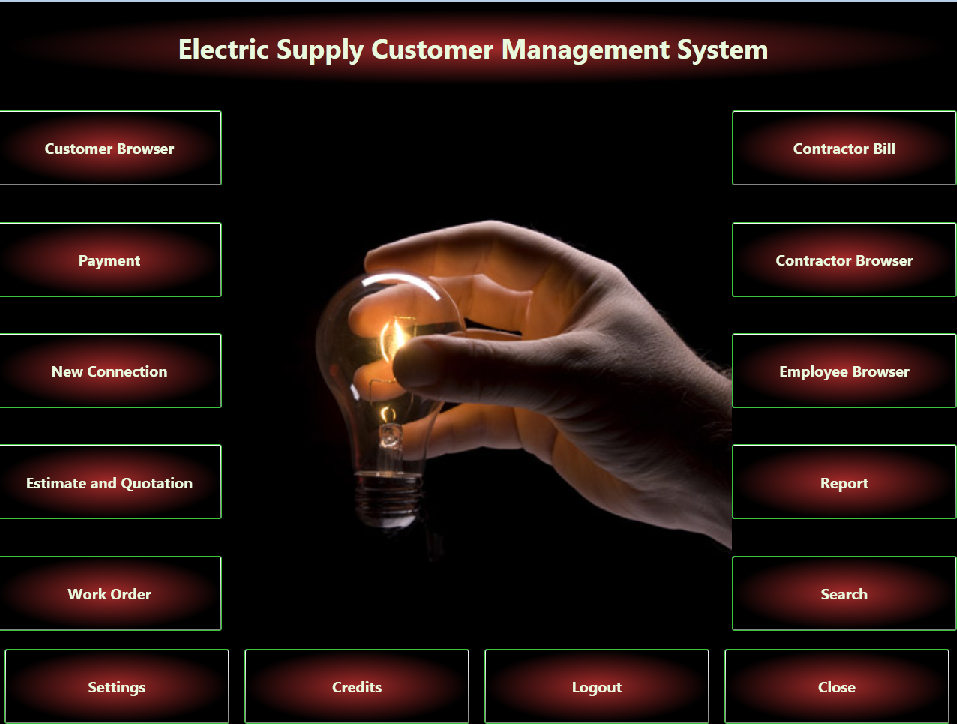 Electric Supply Customer Management System
Customer Browser
Contractor Bill
Payment
Contractor Browser
New Connection
Employee Browser
Estimate and Quotation
Report
Work Order
Search
Settings
Credits
Logout
Close